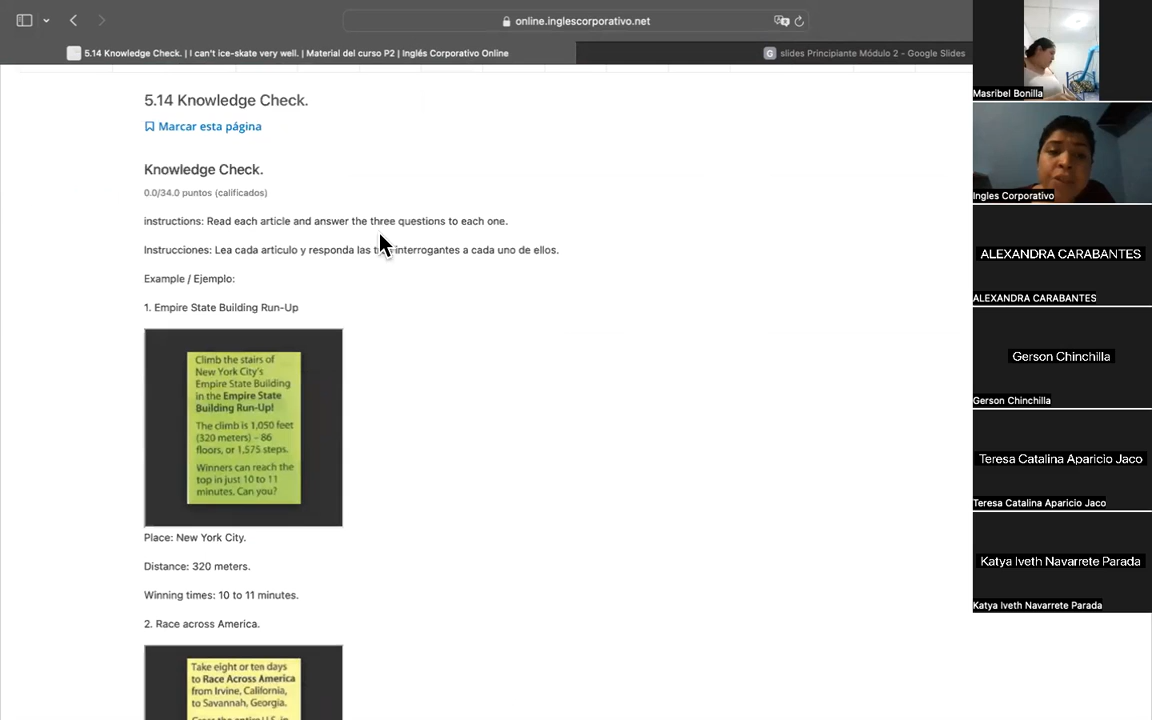 online.inglescorporativo.net
5.14 Knowledge Check. | I can't ice-skate very well. | Material del curso P2 | Inglés Corporativo Online
slides Principiante Módulo 2 - Google Slides
5.14 Knowledge Check.
Marcar esta página
Knowledge Check.
0.0/34.0 puntos (calificados)
instructions: Read each article and answer the three questions to each one.
Instrucciones: Lea cada articulo y responda las interrogantes a cada uno de ellos.
Example / Ejemplo:
1. Empire State Building Run-Up
Climb the stairs of
New York City's
Empire State Building
in the Empire State
Building Run-Up!
The climb is 1,050 feet
(320 meters) – 86
floors, or 1,575 steps.
Winners can reach the
top in just 10 to 11
minutes. Can you?
Place: New York City.
Distance: 320 meters.
Winning times: 10 to 11 minutes.
2. Race across America.
Take eight or ten days
to Race Across America
from Irvine, California,
to Savannah, Georgia.
Masribel Bonilla
Ingles Corporativo
ALEXANDRA CARABANTES
ALEXANDRA CARABANTES
Gerson Chinchilla
Gerson Chinchilla
Teresa Catalina Aparicio Jaco
Teresa Catalina Aparicio Jaco
Katya Iveth Navarrete Parada
Katya Iveth Navarrete Parada